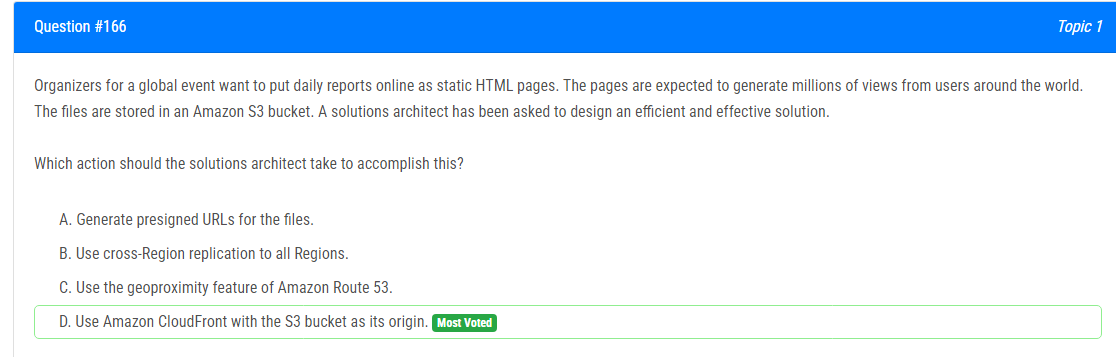 Question #166
Topic 1
Organizers for a global event want to put daily reports online as static HTML pages. The pages are expected to generate millions of views from users around the world.
The files are stored in an Amazon S3 bucket. A solutions architect has been asked to design an efficient and effective solution.
Which action should the solutions architect take to accomplish this?
A. Generate presigned URLs for the files.
B. Use cross-Region replication to all Regions.
C. Use the geoproximity feature of Amazon Route 53.
D. Use Amazon CloudFront with the S3 bucket as its origin. Most Voted